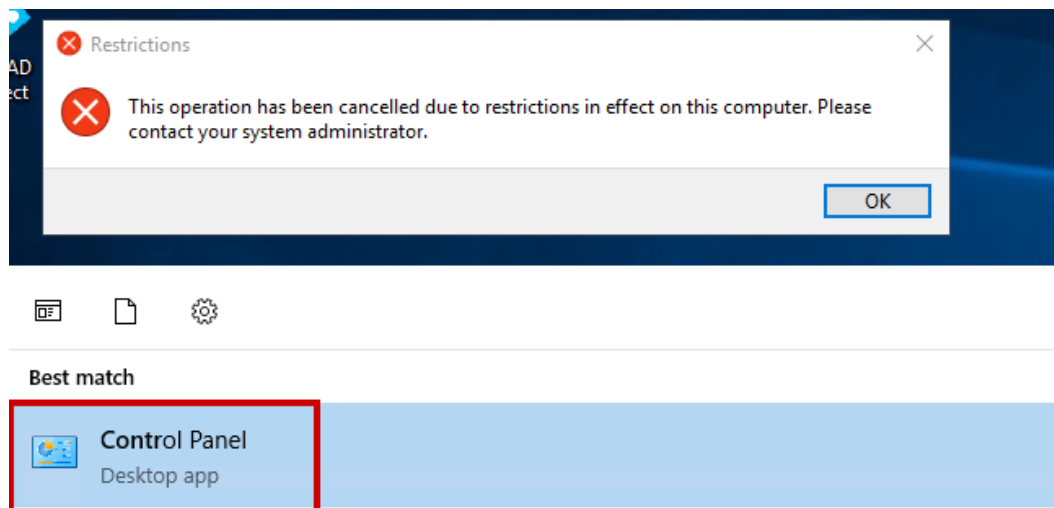 AD
ect
Restrictions
This operation has been cancelled due to restrictions in effect on this computer. Please
contact your system administrator.
OK
Best match
Control Panel
Desktop app